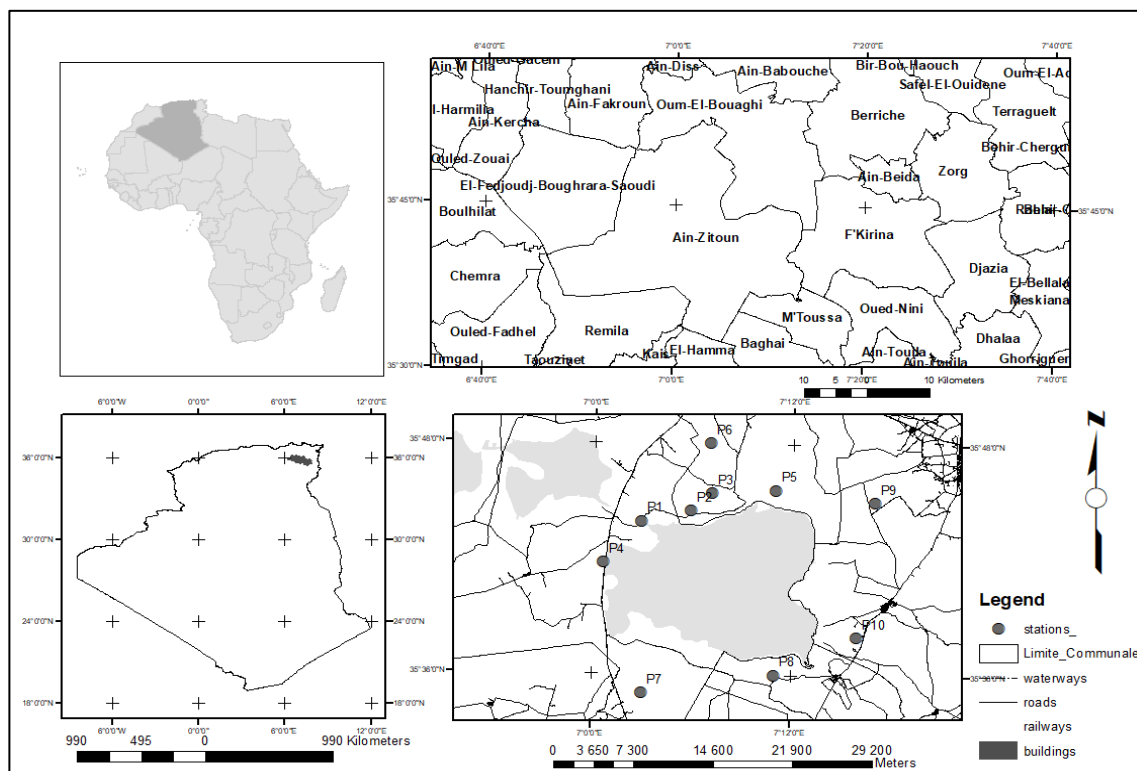 6°40'0"E 7°0'0"E 7°20'0"E 7°40'0"E
Ain-M Lila
Ain-Diss
Bir-Bou-Haouch
Ain-Babouche
Hanchir-Toumghani
Safel-El-Ouidene
Ain-Fakroun
Oum-El-Bouaghi
Terraguelt
Ain-Kercha
Berriche
Ouled-Zouai
Zorg
Ain-Beida
El-Fedjoudj-Boughrara-Saoudi
35°45'0"N
Boulhilat
35°45'0"N
Ain-Zitoun
F'Kirina
Djazia
Chemra
Meskiana
Oued-Nini
M'Toussa
Ouled-Fadhel
Remila
Baghai
Dhalaa
El-Hamma
Kais
Timgad
35°30'0"N
6°40'0"E 7°0'0"E 7°20'0"E 7°40'0"E
10 5 0 10 Kilometers
6°0'0"W 0°0'0"E 6°0'0"E 12°0'0"E
36°0'0"N 36°0'0"N
30°0'0"N 30°0'0"N
24°0'0"N 24°0'0"N
18°0'0"N 18°0'0"N
6°0'0"W 0°0'0"E 6°0'0"E 12°0'0"E
990 495 0 990 Kilometers
7°0'0"E 7°12'0"E
35°48'0"N 35°48'0"N
P6
P5
P3
P2
P9
P1
P4
P10
P8
P7
35°36'0"N 35°36'0"N
7°0'0"E 7°12'0"E
0 3 650 7 300 14 600 21 900 29 200
Meters
Z
Legend
stations_
Limite_Communale
waterways
roads
railways
buildings